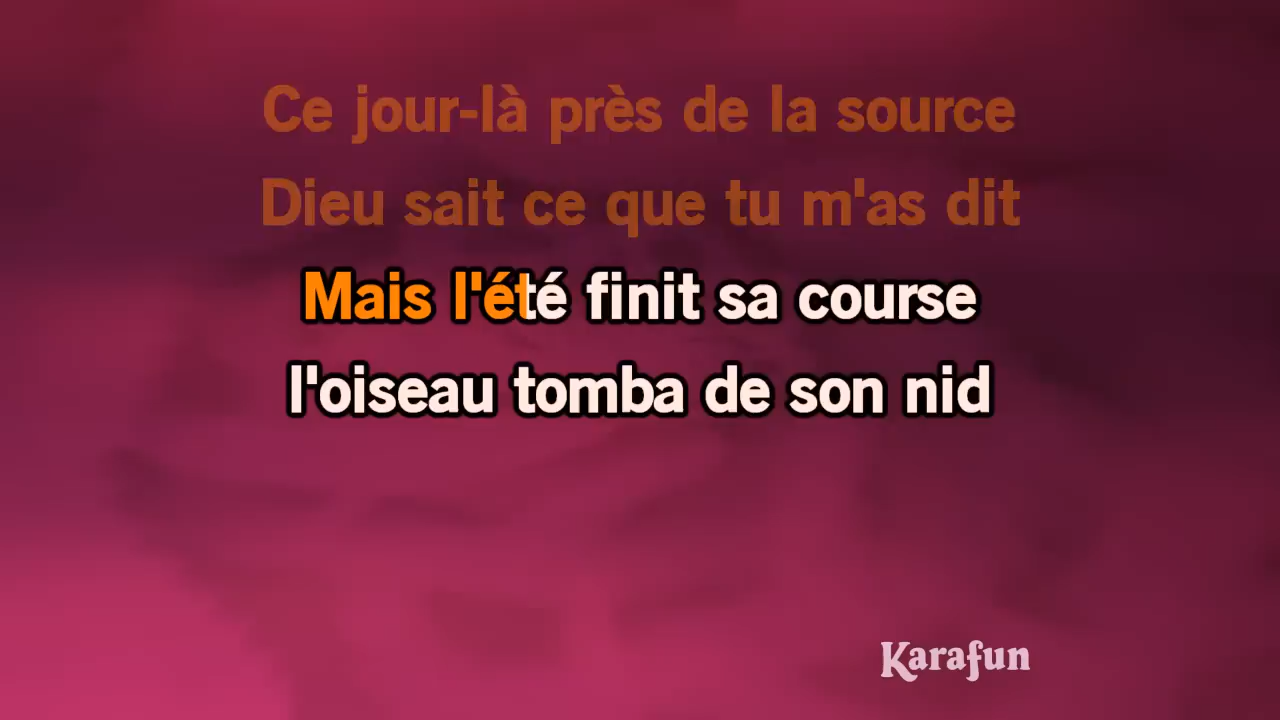 Ce jour-là près de la source
Dieu sait ce que tu m'as dit
Mais l'été finit sa course
l'oiseau tomba de son nid
Karafun